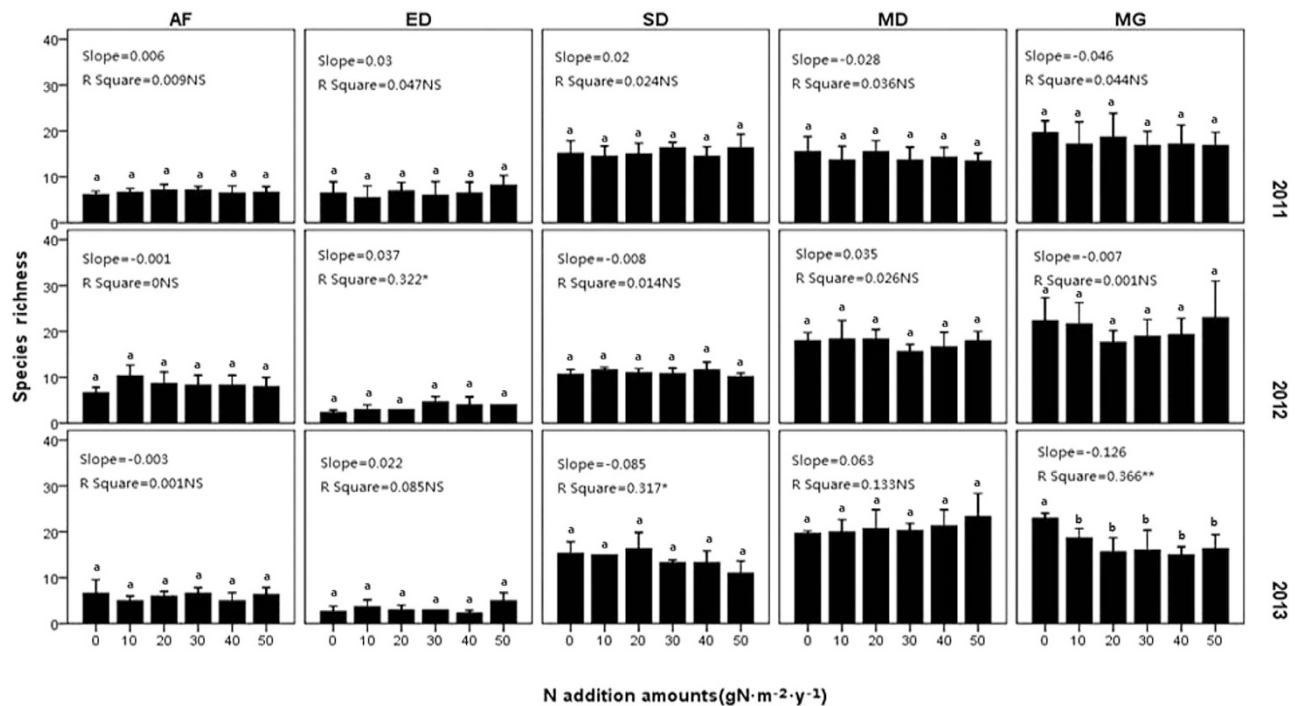 AF ED SD MD MG
Species richness
40 30 20 10 0
Slope=0.006
R Square=0.009NS
a a a a a a
Slope=0.03
R Square=0.047NS
a a a a a a
Slope=0.02
R Square=0.024NS
a a a a a a
Slope=-0.028
R Square=0.036NS
a a a a a a
Slope=-0.046
R Square=0.044NS
a a a a a a
2011
40 30 20 10 0
Slope=-0.001
R Square=0NS
a a a a a a
Slope=0.037
R Square=0.322*
a a a a a a
Slope=-0.008
R Square=0.014NS
a a a a a a
Slope=0.035
R Square=0.026NS
a a a a a a
Slope=-0.007
R Square=0.001NS
a a a a a a
2012
40 30 20 10 0
Slope=-0.003
R Square=0.001NS
a a a a a a
Slope=0.022
R Square=0.085NS
a a a a a a
Slope=-0.085
R Square=0.317*
a a a a a a
Slope=0.063
R Square=0.133NS
a a a a a a
Slope=-0.126
R Square=0.366**
a b b b b b
2013
0 10 20 30 40 50 0 10 20 30 40 50 0 10 20 30 40 50 0 10 20 30 40 50 0 10 20 30 40 50
N addition amounts(gN·m⁻²·y⁻¹)